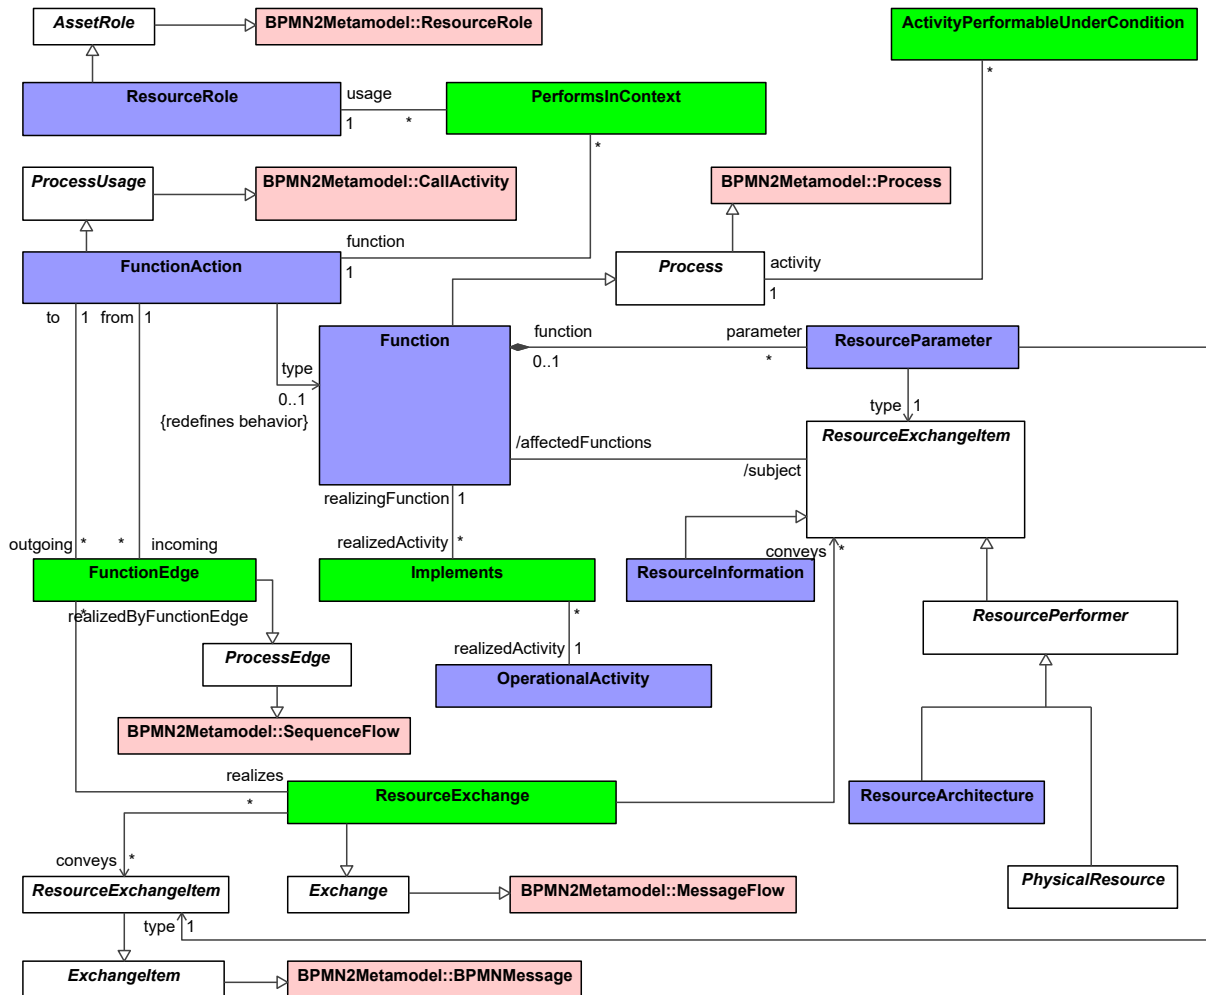 AssetRole
BPMN2Metamodel::ResourceRole
ActivityPerformableUnderCondition
*
ResourceRole
usage
1
*
PerformsInContext
*
ProcessUsage
BPMN2Metamodel::CallActivity
BPMN2Metamodel::Process
FunctionAction
function
1
Process
activity
1
to
1
from
1
type
0..1
{redefines behavior}
Function
function
0..1
parameter
*
ResourceParameter
type
1
/affectedFunctions
/subject
ResourceExchangeItem
realizingFunction
1
realizedActivity
*
outgoing
*
*
incoming
conveys
*
FunctionEdge
Implements
ResourceInformation
*
realizedByFunctionEdge
*
ResourcePerformer
ProcessEdge
realizedActivity
1
OperationalActivity
BPMN2Metamodel::SequenceFlow
realizes
*
ResourceExchange
ResourceArchitecture
conveys
*
ResourceExchangeItem
Exchange
BPMN2Metamodel::MessageFlow
PhysicalResource
type
1
ExchangeItem
BPMN2Metamodel::BPMNMessage